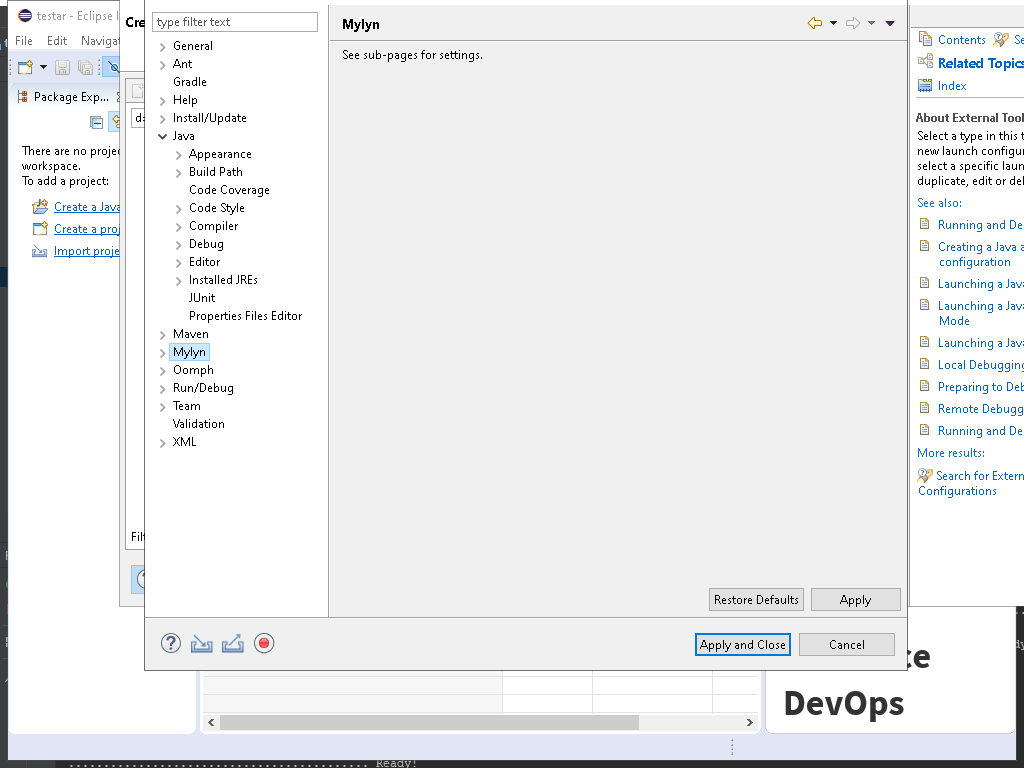 testar - Eclipse I
File Edit Navigat
Package Exp...
There are no proje
workspace.
To add a project:
Create a Java
Create a proj
Import proje
Cre
Filt
type filter text
General
Ant
Gradle
Help
Install/Update
Java
Appearance
Build Path
Code Coverage
Code Style
Compiler
Debug
Editor
Installed JREs
JUnit
Properties Files Editor
Maven
Mylyn
Oomph
Run/Debug
Team
Validation
XML
Mylyn
See sub-pages for settings.
Restore Defaults
Apply
Apply and Close
Cancel
Contents Se
Related Topics
Index
About External Tool
Select a type in this t
new launch configur
select a specific laun
duplicate, edit or del
See also:
Running and De
Creating a Java a
configuration
Launching a Java
Launching a Java
Mode
Launching a Java
Local Debugging
Preparing to Deb
Remote Debugg
Running and De
More results:
Search for Extern
Configurations
ce
DevOps
Ready!